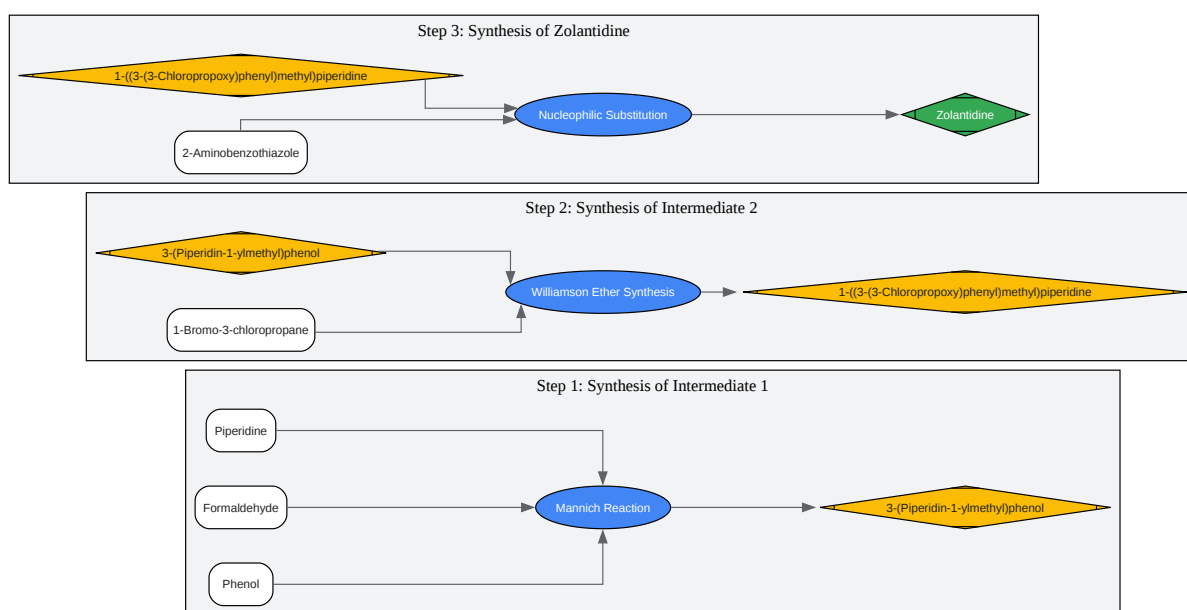 Step 3: Synthesis of Zolantidine
1-((3-(3-Chloropropoxy)phenyl)methyl)piperidine
Nucleophilic Substitution
Zolantidine
2-Aminobenzothiazole
Step 2: Synthesis of Intermediate 2
3-(Piperidin-1-ylmethyl)phenol
Williamson Ether Synthesis
1-((3-(3-Chloropropoxy)phenyl)methyl)piperidine
1-Bromo-3-chloropropane
Step 1: Synthesis of Intermediate 1
Piperidine
Formaldehyde
Mannich Reaction
3-(Piperidin-1-ylmethyl)phenol
Phenol